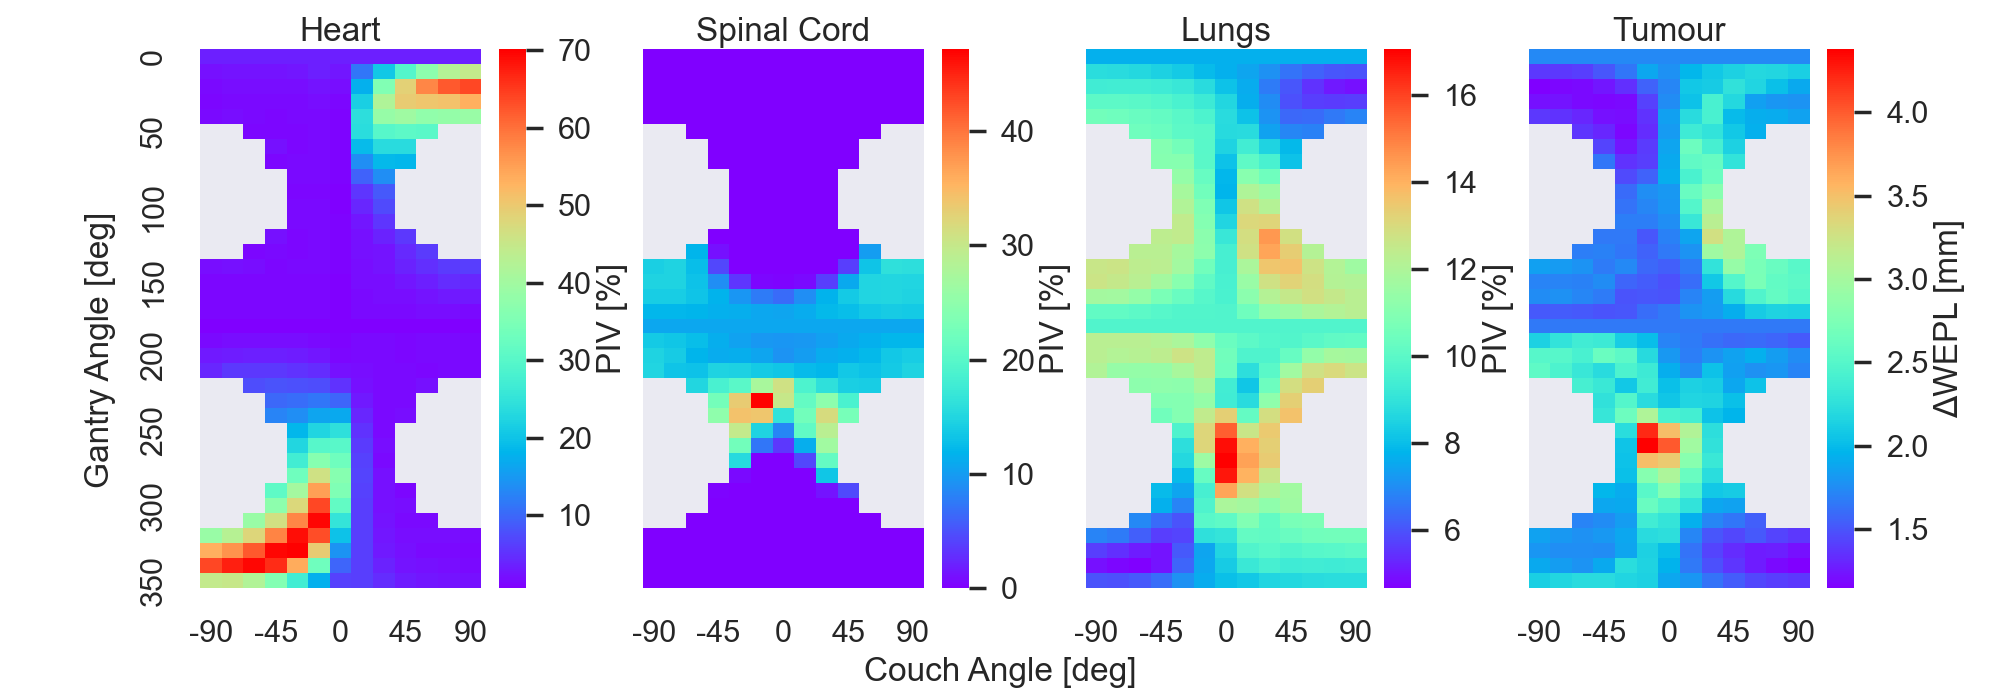 Heart
Spinal Cord
Lungs
Tumour
Gantry Angle [deg]
0
50
100
150
200
250
300
350
70
60
50
40
30
20
10
PIV [%]
40
30
20
10
0
PIV [%]
16
14
12
10
8
6
PIV [%]
4.0
3.5
3.0
2.5
2.0
1.5
ΔWEPL [mm]
-90 -45 0 45 90
-90 -45 0 45 90
-90 -45 0 45 90
-90 -45 0 45 90
Couch Angle [deg]